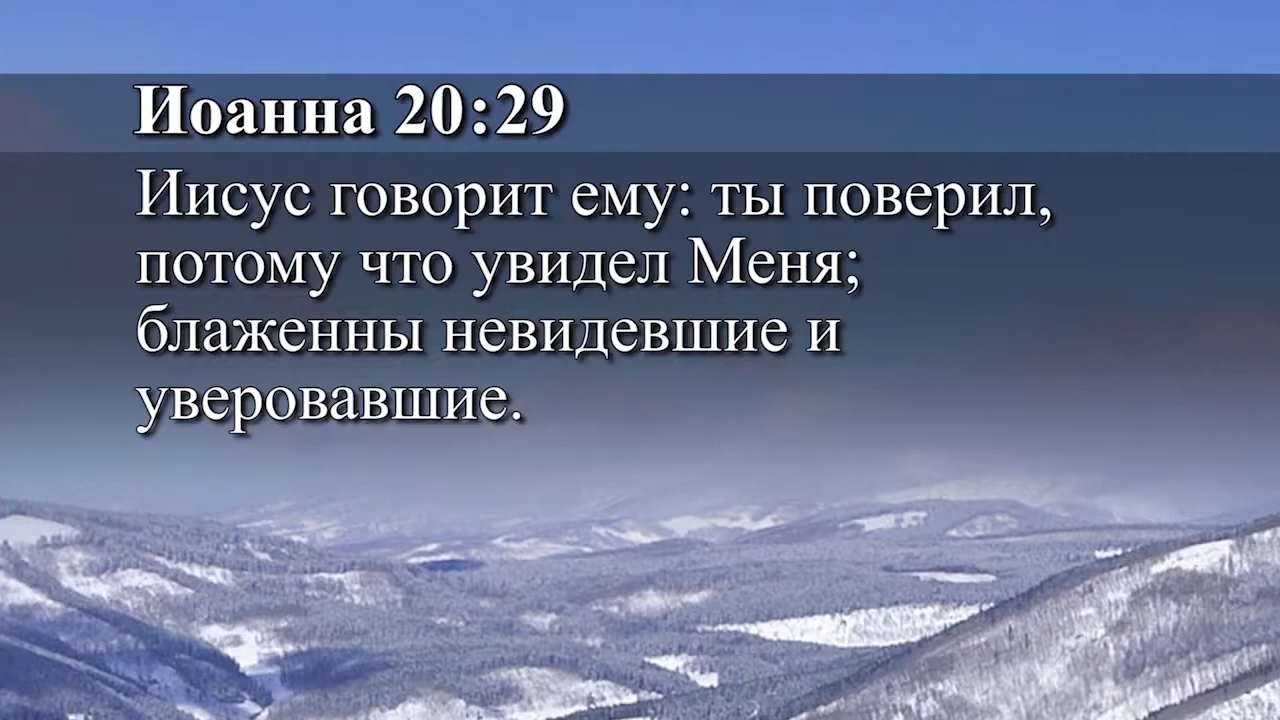 Иоанна 20:29
Иисус говорит ему: ты поверил,
потому что увидел Меня;
блаженны невидевшие и
уверовавшие.